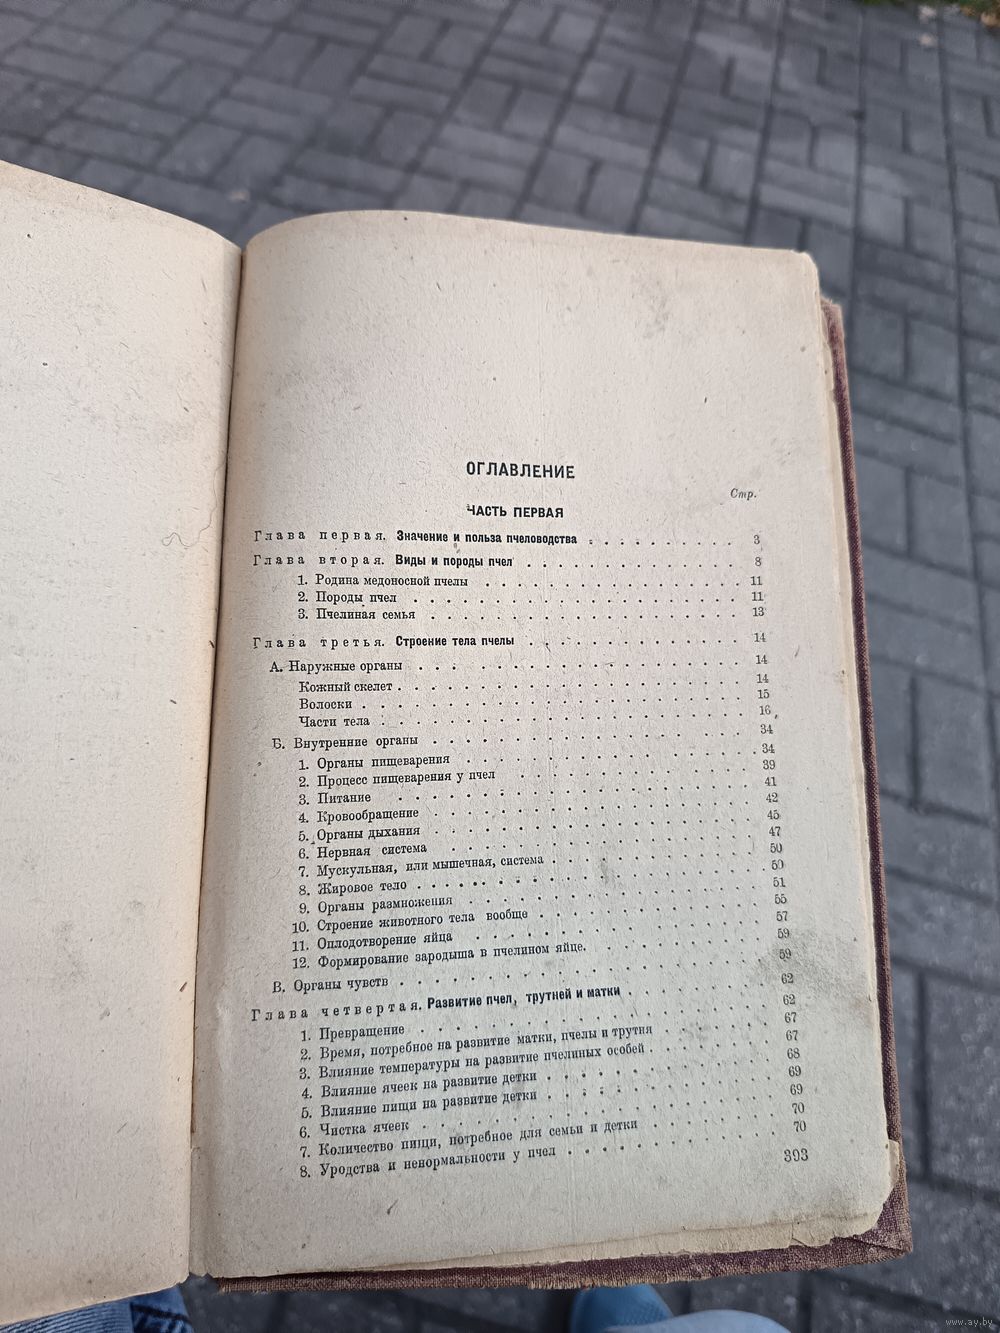 ОГЛАВЛЕНИЕ
Стр.
ЧАСТЬ ПЕРВАЯ
Глава первая. Значение и польза пчеловодства . . . . . . . . 3
Глава вторая. Виды и породы пчел . . . . . . . . . . . . 8
1. Родина медоносной пчелы . . . . . . . . . . . . . 11
2. Породы пчел . . . . . . . . . . . . . . . . . 11
3. Пчелиная семья . . . . . . . . . . . . . . . . 13
Глава третья. Строение тела пчелы . . . . . . . . . . . . 14
А. Наружные органы . . . . . . . . . . . . . . . . . 14
Кожный скелет . . . . . . . . . . . . . . . . . . 14
Волоски . . . . . . . . . . . . . . . . . . . . 15
Части тела . . . . . . . . . . . . . . . . . . . 16
Б. Внутренние органы . . . . . . . . . . . . . . . . 34
1. Органы пищеварения . . . . . . . . . . . . . . . 34
2. Процесс пищеварения у пчел . . . . . . . . . . . . 39
3. Питание . . . . . . . . . . . . . . . . . . . 41
4. Кровообращение . . . . . . . . . . . . . . . . 42
5. Органы дыхания . . . . . . . . . . . . . . . . 45
6. Нервная система . . . . . . . . . . . . . . . . 47
7. Мускульная, или мышечная, система . . . . . . . . . . 50
8. Жировое тело . . . . . . . . . . . . . . . . . 50
9. Органы размножения . . . . . . . . . . . . . . . 51
10. Строение животного тела вообще . . . . . . . . . . . 55
11. Оплодотворение яйца . . . . . . . . . . . . . . 57
12. Формирование зародыша в пчелином яйце. . . . . . . . . 59
В. Органы чувств . . . . . . . . . . . . . . . . . . 59
Глава четвертая. Развитие пчел, трутней и матки . . . . . . . 62
1. Превращение . . . . . . . . . . . . . . . . . 62
2. Время, потребное на развитие матки, пчелы и трутня . . . . . 67
3. Влияние температуры на развитие пчелиных особей . . . . . . 67
4. Влияние ячеек на развитие детки . . . . . . . . . . . 68
5. Влияние пищи на развитие детки . . . . . . . . . . . 69
6. Чистка ячеек . . . . . . . . . . . . . . . . . 69
7. Количество пищи, потребное для семьи и детки . . . . . . . 70
8. Уродства и ненормальности у пчел . . . . . . . . . . 70
393
www.ay.by